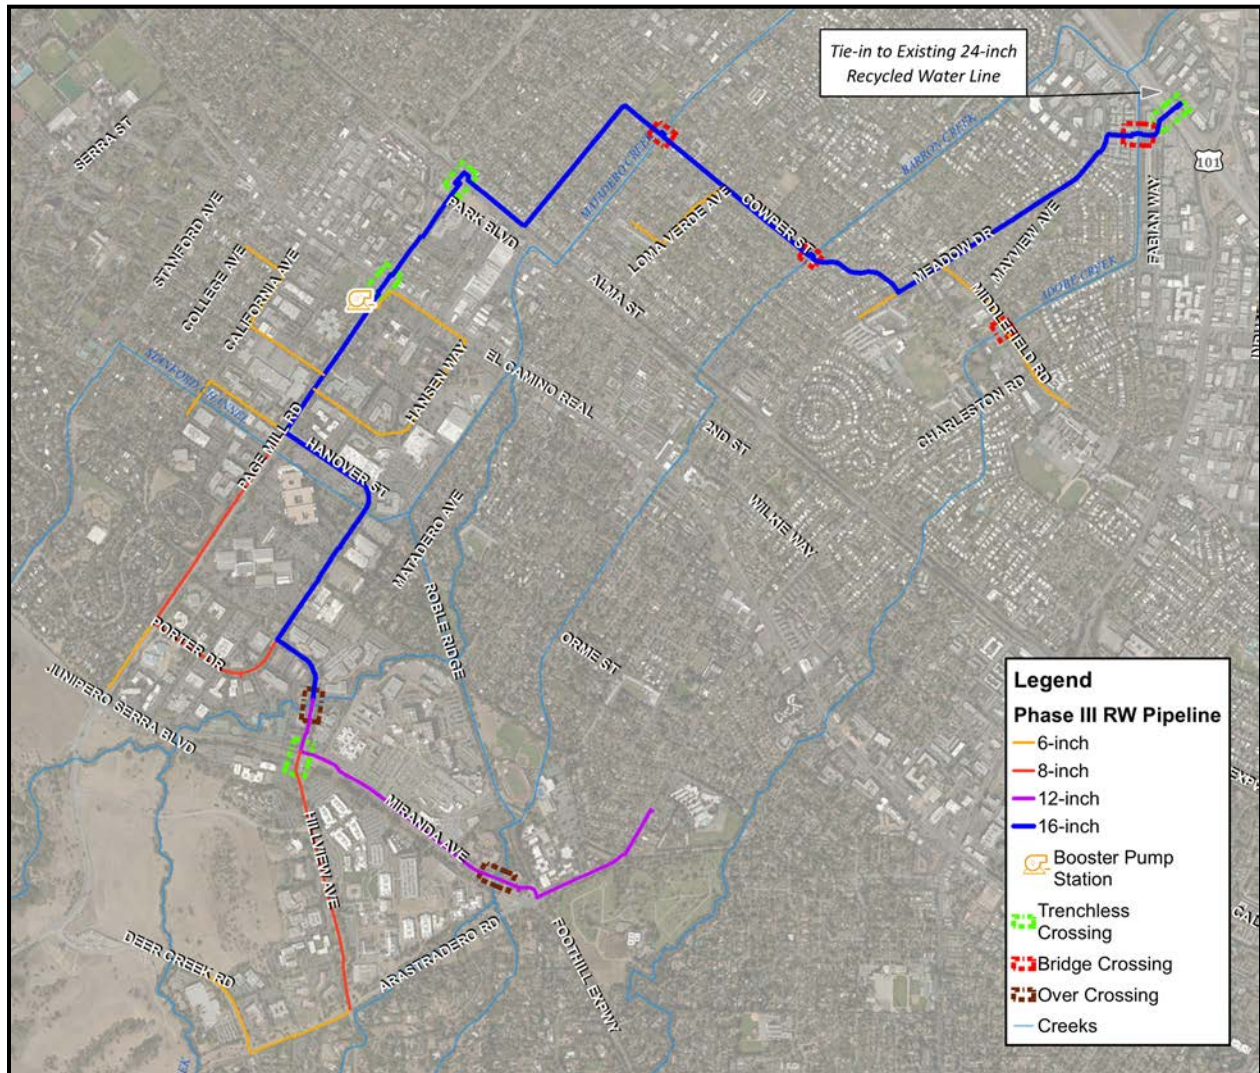 Tie-in to Existing 24-inch
Recycled Water Line
SERRA ST
STANFORD AVE
COLLEGE AVE
CALIFORNIA AVE
PARK BLVD
MATADERO CREEK
BARRON CREEK
101
LOMA VERDE AVE
COWPER ST
MEADOW DR
MAYVIEW AVE
FABIAN WAY
ADOBE CREEK
MIDDLEFIELD RD
ALMA ST
STANFORD CHANNEL
HANSEN WAY
EL CAMINO REAL
CHARLESTON RD
PAGE MILL RD
HANOVER ST
2ND ST
WILKIE WAY
MATADERO AVE
ROBLE RIDGE
ORME ST
PORTER DR
JUNIPERO SERRA BLVD
MIRANDA AVE
HILLVIEW AVE
DEER CREEK RD
ARASTRADERO RD
FOOTHILL EXPWY
Legend
Phase III RW Pipeline
6-inch
8-inch
12-inch
16-inch
Booster Pump
Station
Trenchless
Crossing
Bridge Crossing
Over Crossing
Creeks